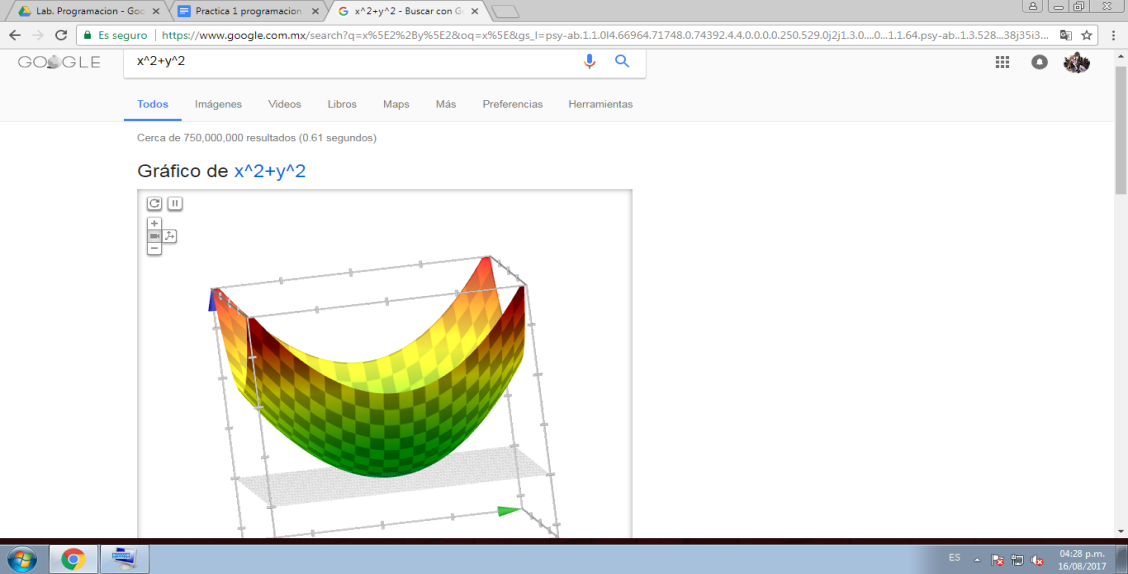 Lab. Programacion - Goo
Practica 1 programacion
x^2+y^2 - Buscar con G
Es seguro
https://www.google.com.mx/search?q=x%5E2%2By%5E2&oq=x%5E&gs_l=psy-ab.1.1.0l4.66964.71748.0.74392.4.4.0.0.0.0.250.529.0j2j1.3.0....0...1.1.64.psy-ab..1.3.528...38j35i3...
GOOGLE
x^2+y^2
Todos Imágenes Videos Libros Maps Más Preferencias Herramientas
Cerca de 750,000,000 resultados (0.61 segundos)
Gráfico de x^2+y^2
ES
04:28 p.m.
16/08/2017